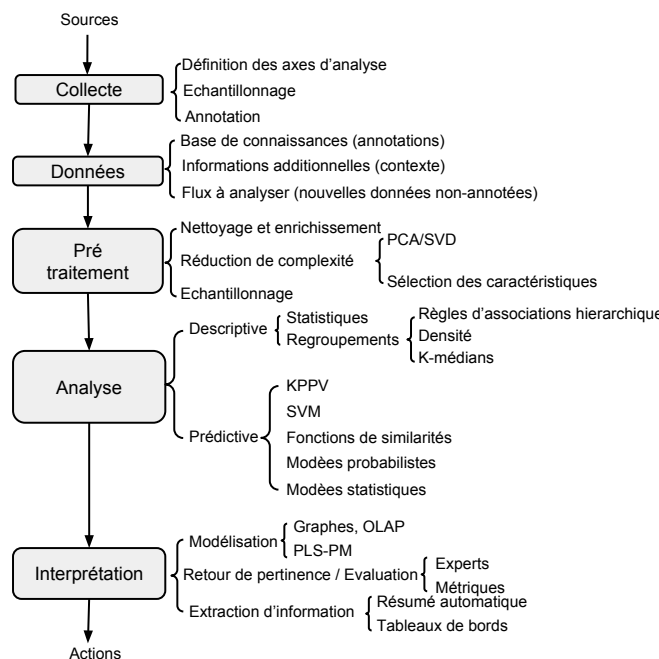 Sources
Collecte
Définition des axes d'analyse
Echantillonnage
Annotation
Données
Base de connaissances (annotations)
Informations additionnelles (contexte)
Flux à analyser (nouvelles données non-annotées)
Pré
traitement
Nettoyage et enrichissement
Réduction de complexité
PCA/SVD
Sélection des caractéristiques
Echantillonnage
Analyse
Descriptive
Statistiques
Regroupements
Règles d'associations hierarchique
Densité
K-médians
Prédictive
KPPV
SVM
Fonctions de similarités
Modèes probabilistes
Modèes statistiques
Interprétation
Modélisation
Graphes, OLAP
PLS-PM
Retour de pertinence / Evaluation
Experts
Métriques
Extraction d'information
Résumé automatique
Tableaux de bords
Actions